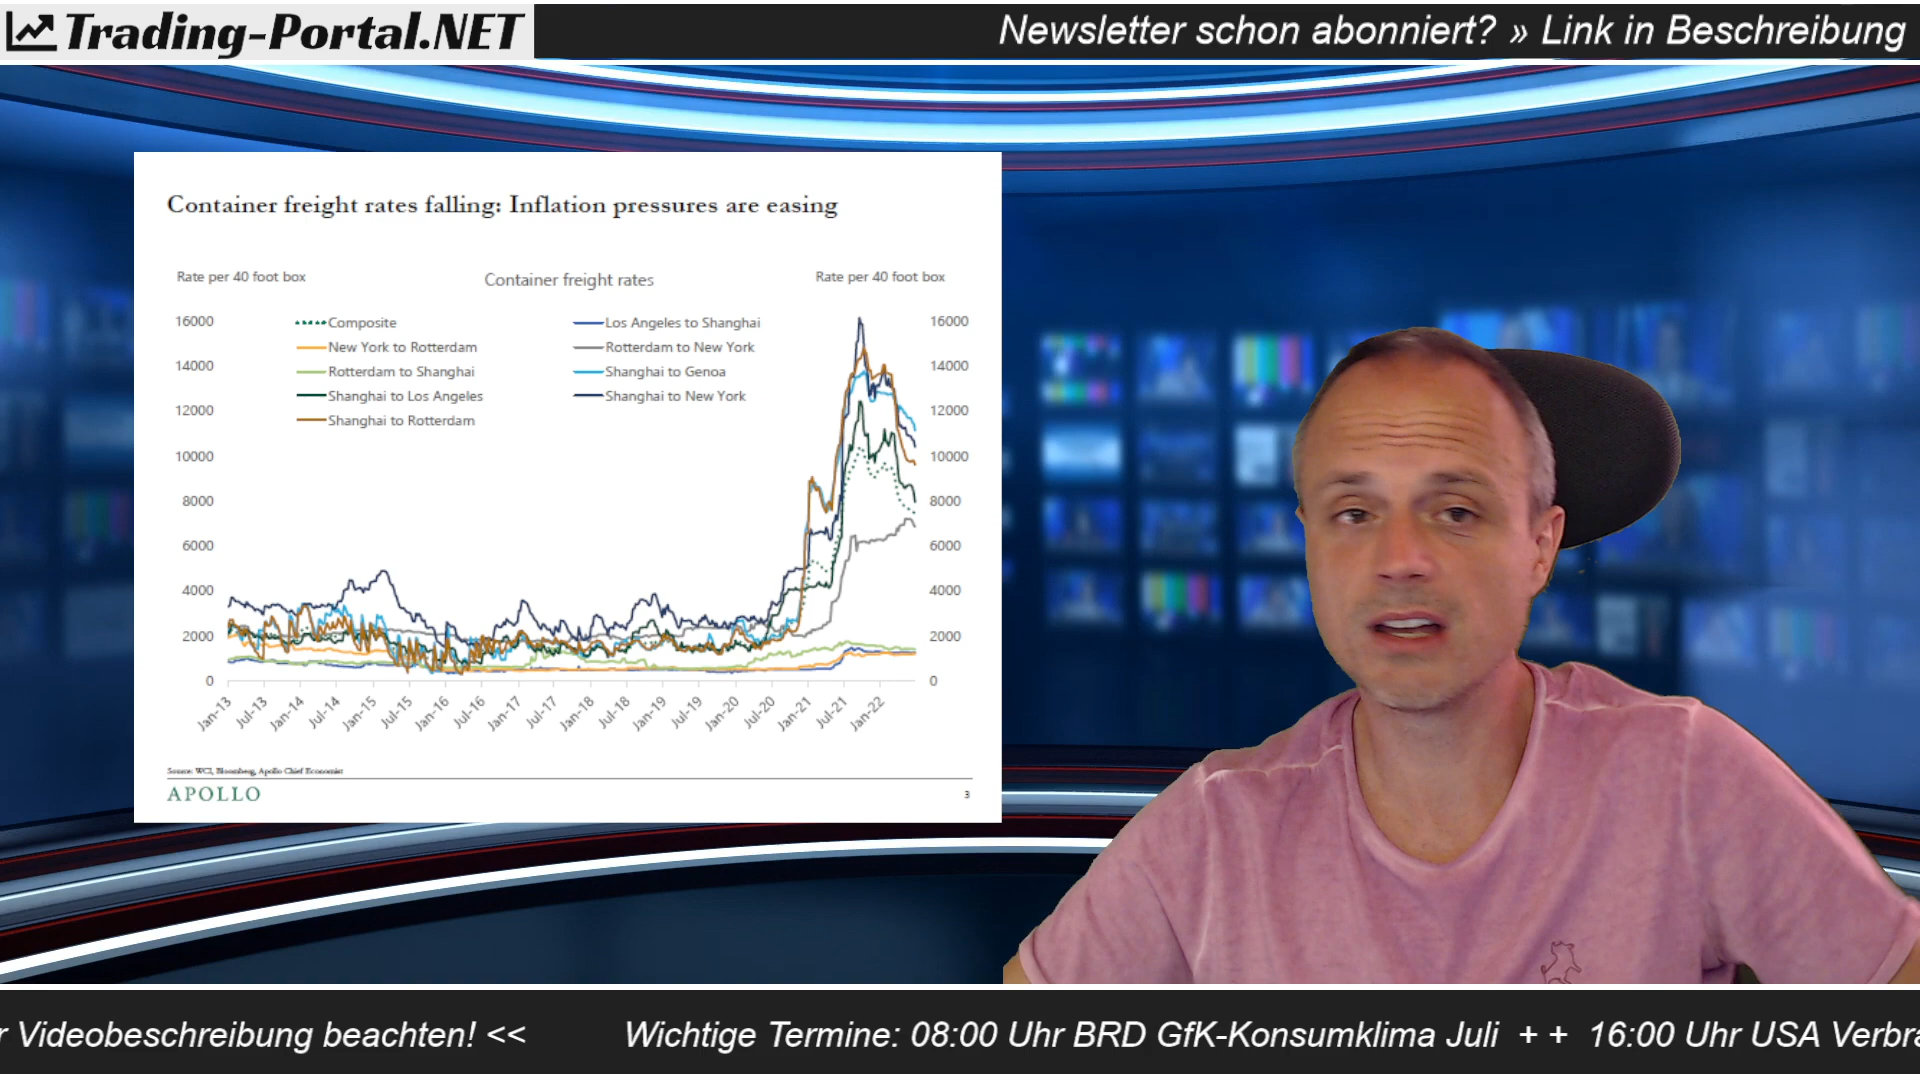 Trading-Portal.NET
Newsletter schon abonniert? » Link in Beschreibung
Container freight rates falling: Inflation pressures are easing
Rate per 40 foot box
Container freight rates
Rate per 40 foot box
Composite
Los Angeles to Shanghai
New York to Rotterdam
Rotterdam to New York
Rotterdam to Shanghai
Shanghai to Genoa
Shanghai to Los Angeles
Shanghai to New York
Shanghai to Rotterdam
16000 16000
14000 14000
12000 12000
10000 10000
8000 8000
6000 6000
4000 4000
2000 2000
0 0
Jan-13 Jul-13 Jan-14 Jul-14 Jan-15 Jul-15 Jan-16 Jul-16 Jan-17 Jul-17 Jan-18 Jul-18 Jan-19 Jul-19 Jan-20 Jul-20 Jan-21 Jul-21 Jan-22
Source: WCI, Bloomberg, Apollo Chief Economist
APOLLO
3
r Videobeschreibung beachten! << Wichtige Termine: 08:00 Uhr BRD GfK-Konsumklima Juli + + 16:00 Uhr USA Verbra